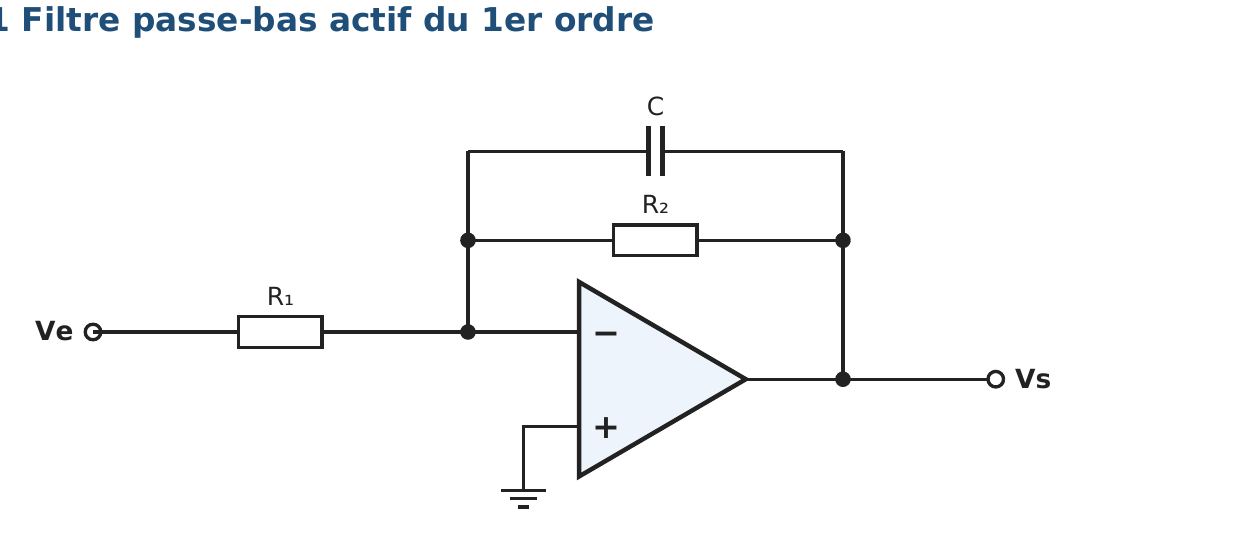 1 Filtre passe-bas actif du 1er ordre
C
R₂
R₁
Ve
−
Vs
+